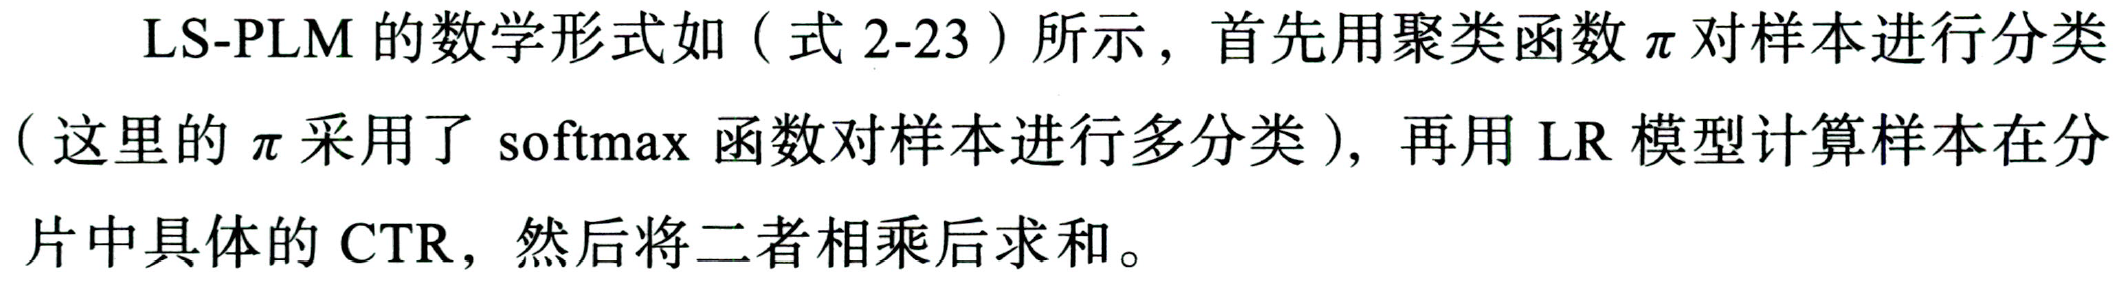 LS-PLM 的数学形式如（式 2-23）所示，首先用聚类函数 π 对样本进行分类
（这里的 π 采用了 softmax 函数对样本进行多分类），再用 LR 模型计算样本在分
片中具体的 CTR，然后将二者相乘后求和。